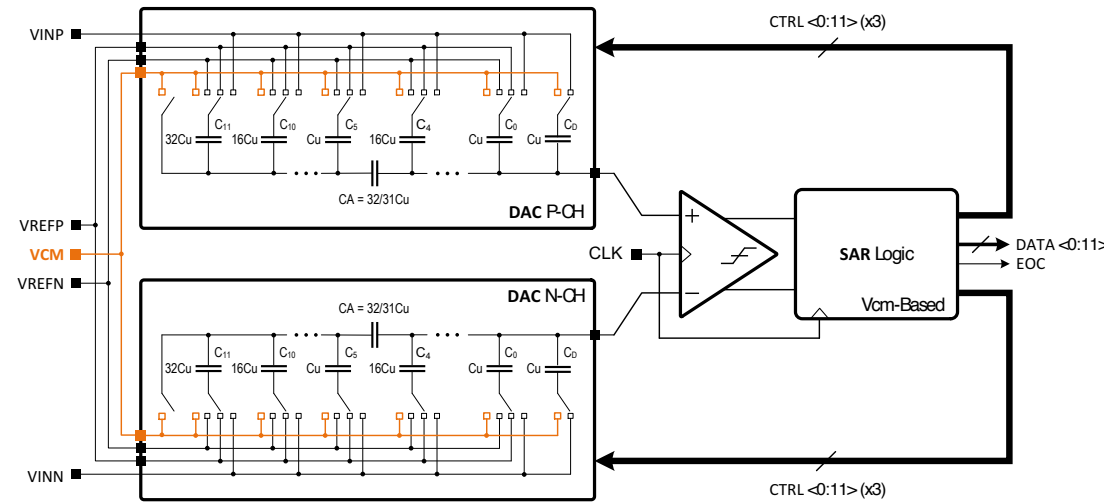 CTRL <0:11> (x3)
VINP
C11 C10 C5 C4 C0 CD
32Cu 16Cu Cu 16Cu Cu Cu
CA = 32/31Cu
DAC P-CH
VREFP
VCM
VREFN
CLK
+
−
SAR Logic
Vcm-Based
DATA <0:11>
EOC
DAC N-CH
CA = 32/31Cu
C11 C10 C5 C4 C0 CD
32Cu 16Cu Cu 16Cu Cu Cu
VINN
CTRL <0:11> (x3)